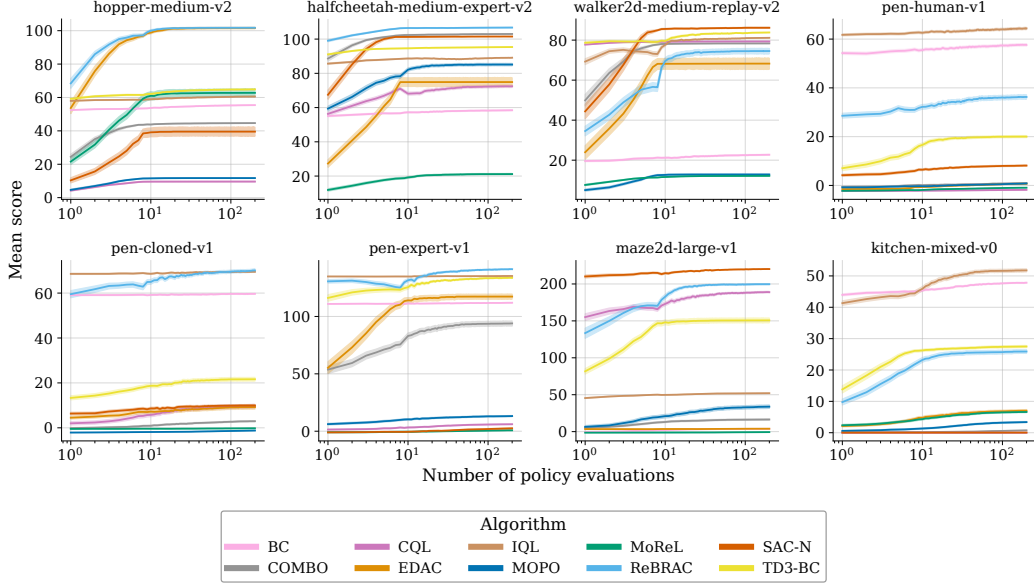 hopper-medium-v2
halfcheetah-medium-expert-v2
walker2d-medium-replay-v2
pen-human-v1
100
80
60
40
20
0
10^0
10^1
10^2
100
80
60
40
20
10^0
10^1
10^2
80
60
40
20
10^0
10^1
10^2
60
40
20
0
10^0
10^1
10^2
Mean score
pen-cloned-v1
pen-expert-v1
maze2d-large-v1
kitchen-mixed-v0
60
40
20
0
10^0
10^1
10^2
100
50
0
10^0
10^1
10^2
200
150
100
50
0
10^0
10^1
10^2
50
40
30
20
10
0
10^0
10^1
10^2
Number of policy evaluations
Algorithm
BC
CQL
IQL
MoReL
SAC-N
COMBO
EDAC
MOPO
ReBRAC
TD3-BC